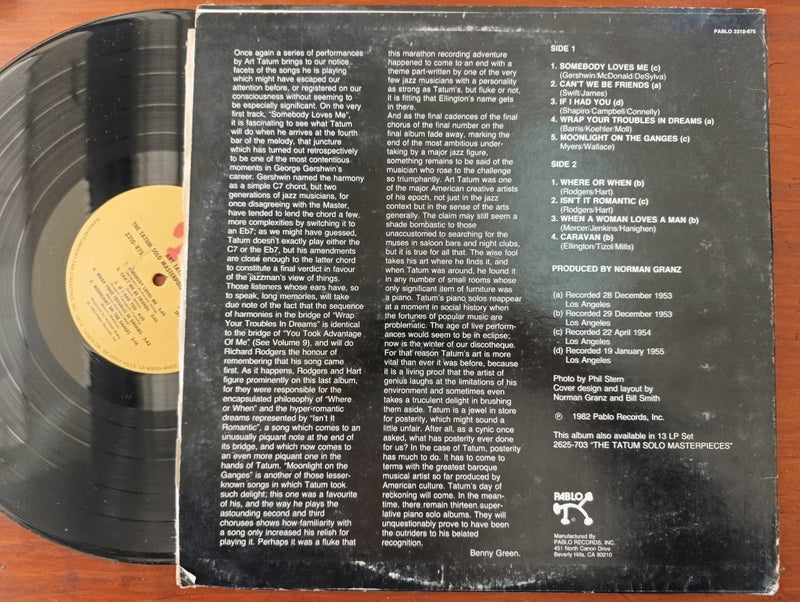 PABLO 2310-875
Once again a series of performances
by Art Tatum brings to our notice
facets of the songs he is playing
which might have escaped our
attention before, or registered on our
consciousness without seeming to
be especially significant. On the very
first track, "Somebody Loves Me",
it is fascinating to see what Tatum
will do when he arrives at the fourth
bar of the melody, that juncture
which has turned out retrospectively
to be one of the most contentious
moments in George Gershwin's
career. Gershwin named the harmony
as a simple C7 chord, but two
generations of jazz musicians, for
once disagreeing with the Master,
have tended to lend the chord a few
more complexities by switching it to
an Eb7; as we might have guessed,
Tatum doesn't exactly play either the
C7 or the Eb7, but his amendments
are close enough to the latter chord
to constitute a final verdict in favour
of the jazzman's view of things.
Those listeners whose ears have, so
to speak, long memories, will take
due note of the fact that the sequence
of harmonies in the bridge of "Wrap
Your Troubles In Dreams" is identical
to the bridge of "You Took Advantage
Of Me" (See Volume 9), and will do
Richard Rodgers the honour of
remembering that his song came
first. As it happens, Rodgers and Hart
figure prominently on this last album,
for they were responsible for the
encapsulated philosophy of "Where
or When" and the hyper-romantic
dreams represented by "Isn't It
Romantic", a song which comes to an
unusually piquant note at the end of
its bridge, and which now comes to
an even more piquant one in the
hands of Tatum. "Moonlight on the
Ganges" is another of those lesser-
known songs in which Tatum took
such delight; this one was a favourite
of his, and the way he plays the
astounding second and third
choruses shows how familiarity with
a song only increased his relish for
playing it. Perhaps it was a fluke that
this marathon recording adventure
happened to come to an end with a
theme part-written by one of the very
few jazz musicians with a personality
as strong as Tatum's, but fluke or not,
it is fitting that Ellington's name gets
in there.
And as the final cadences of the final
chorus of the final number on the
final album fade away, marking the
end of the most ambitious under-
taking by a major jazz figure,
something remains to be said of the
musician who rose to the challenge
so triumphantly. Art Tatum was one
of the major American creative artists
of his epoch, not just in the jazz
context but in the sense of the arts
generally. The claim may still seem a
shade bombastic to those
unaccustomed to searching for the
muses in saloon bars and night clubs,
but it is true for all that. The wise fool
takes his art where he finds it, and
when Tatum was around, he found it
in any number of small rooms whose
only significant item of furniture was
a piano. Tatum's piano solos reappear
at a moment in social history when
the fortunes of popular music are
problematic. The age of live perform-
ances would seem to be in eclipse;
now is the winter of our discotheque.
For that reason Tatum's art is more
vital than ever it was before, because
it is a living proof that the artist of
genius laughs at the limitations of his
environment and sometimes even
takes a truculent delight in brushing
them aside. Tatum is a jewel in store
for posterity, which might sound a
little unfair. After all, as a cynic once
asked, what has posterity ever done
for us? In the case of Tatum, posterity
has much to do. It has to come to
terms with the greatest baroque
musical artist so far produced by
American culture. Tatum's day of
reckoning will come. In the mean-
time, there remain thirteen super-
lative piano solo albums. They will
unquestionably prove to have been
the outriders to his belated
recognition.
Benny Green.
SIDE 1
1. SOMEBODY LOVES ME (c)
(Gershwin/McDonald/DeSylva)
2. CAN'T WE BE FRIENDS (a)
(Swift/James)
3. IF I HAD YOU (d)
(Shapiro/Campbell/Connelly)
4. WRAP YOUR TROUBLES IN DREAMS (a)
(Barris/Koehler/Moll)
5. MOONLIGHT ON THE GANGES (c)
Myers/Wallace)
SIDE 2
1. WHERE OR WHEN (b)
(Rodgers/Hart)
2. ISN'T IT ROMANTIC (c)
(Rodgers/Hart)
3. WHEN A WOMAN LOVES A MAN (b)
(Mercer/Jenkins/Hanighen)
4. CARAVAN (b)
(Ellington/Tizol/Mills)
PRODUCED BY NORMAN GRANZ
(a) Recorded 28 December 1953
Los Angeles
(b) Recorded 29 December 1953
Los Angeles
(c) Recorded 22 April 1954
Los Angeles
(d) Recorded 19 January 1955
Los Angeles
Photo by Phil Stern
Cover design and layout by
Norman Granz and Bill Smith
℗ 1982 Pablo Records, Inc.
This album also available in 13 LP Set
2625-703 "THE TATUM SOLO MASTERPIECES"
PABLO
Manufactured By
PABLO RECORDS, INC.
451 North Canon Drive
Beverly Hills, CA 90210
THE TATUM SOLO
2310-875